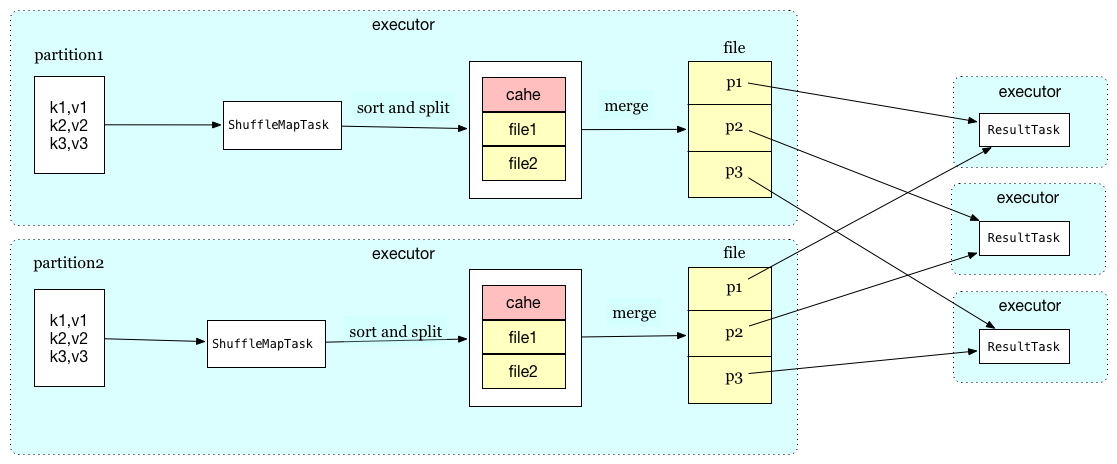 executor
partition1
k1,v1
k2,v2
k3,v3
ShuffleMapTask
sort and split
cahe
file1
file2
merge
file
p1
p2
p3
executor
partition2
k1,v1
k2,v2
k3,v3
ShuffleMapTask
sort and split
cahe
file1
file2
merge
file
p1
p2
p3
executor
ResultTask
executor
ResultTask
executor
ResultTask